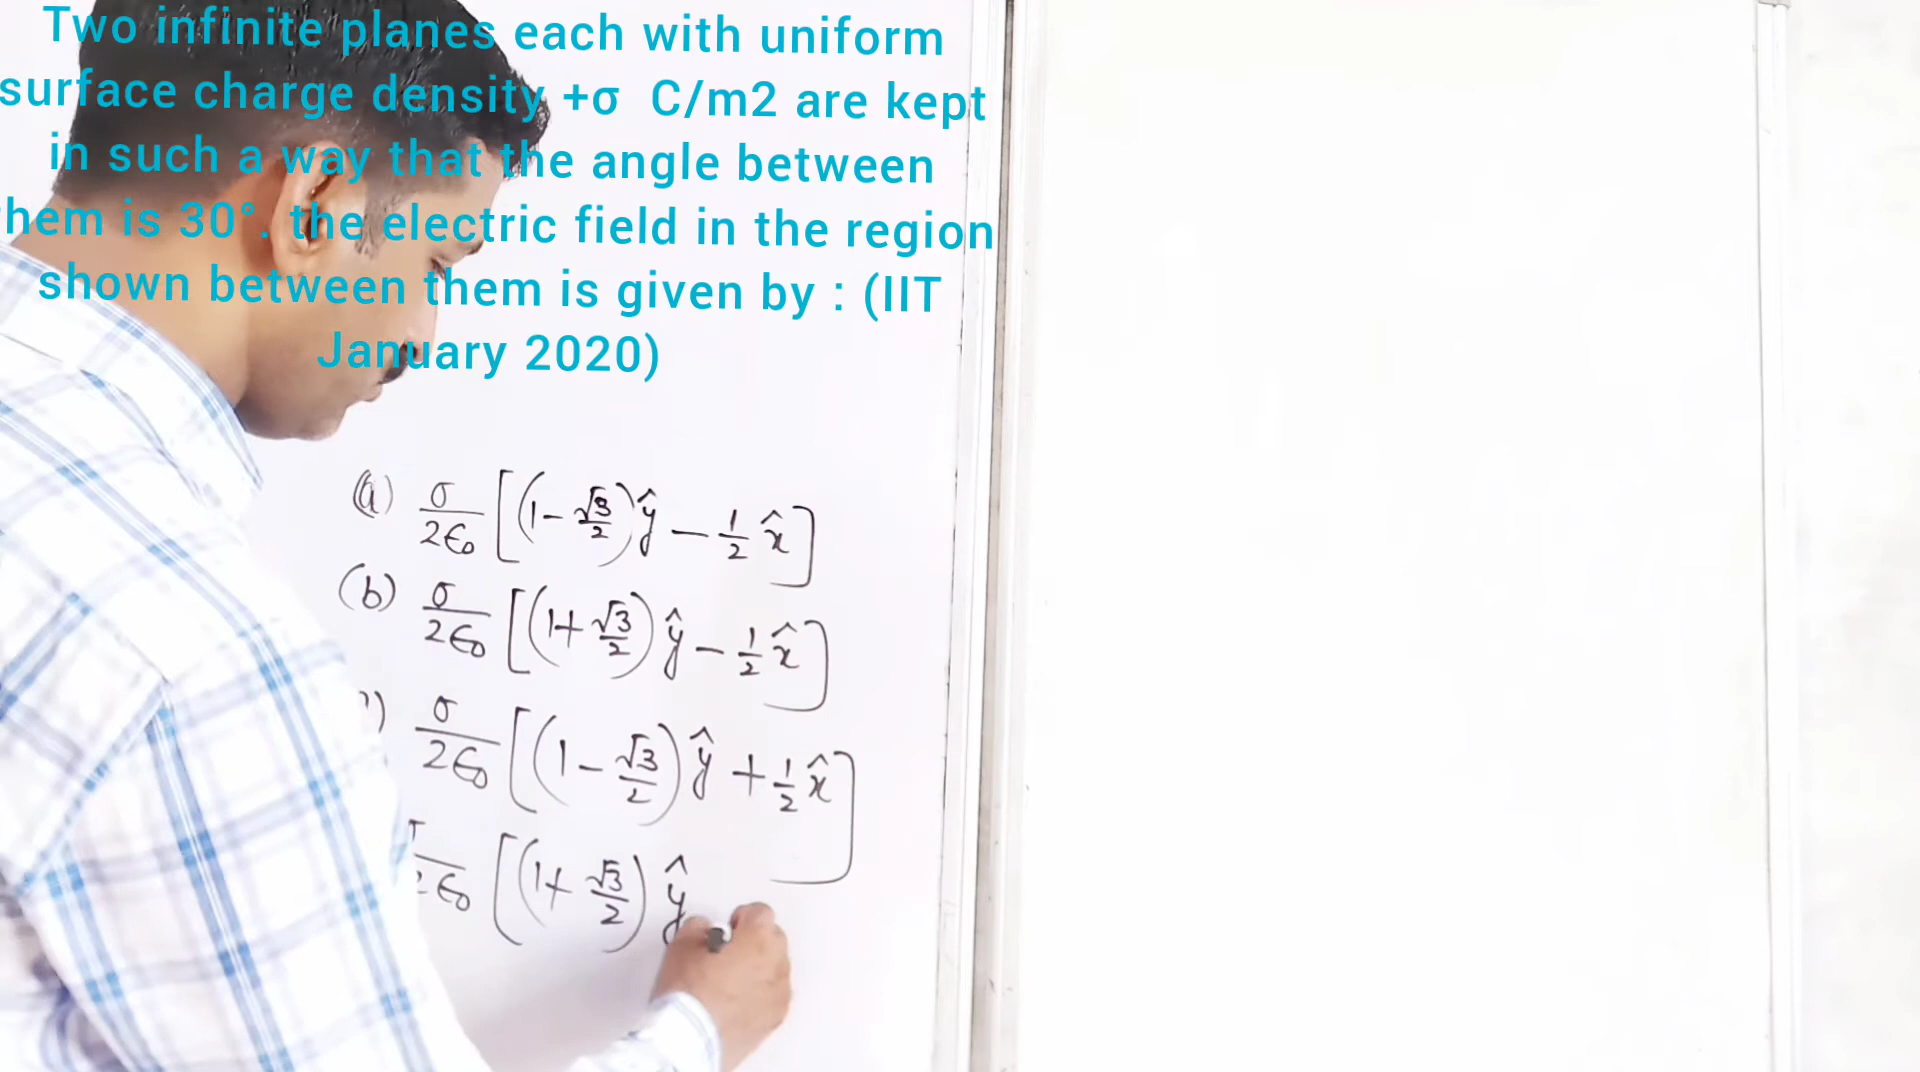 Two infinite planes each with uniform
surface charge density +σ C/m2 are kept
in such a way that the angle between
hem is 30°. the electric field in the region
shown between them is given by : (IIT
January 2020)
(a) σ/2ϵ₀ [(1 - √3/2) ŷ - 1/2 x̂]
(b) σ/2ϵ₀ [(1 + √3/2) ŷ - 1/2 x̂]
) σ/2ϵ₀ [(1 - √3/2) ŷ + 1/2 x̂]
2ϵ₀ [(1 + √3/2) ŷ